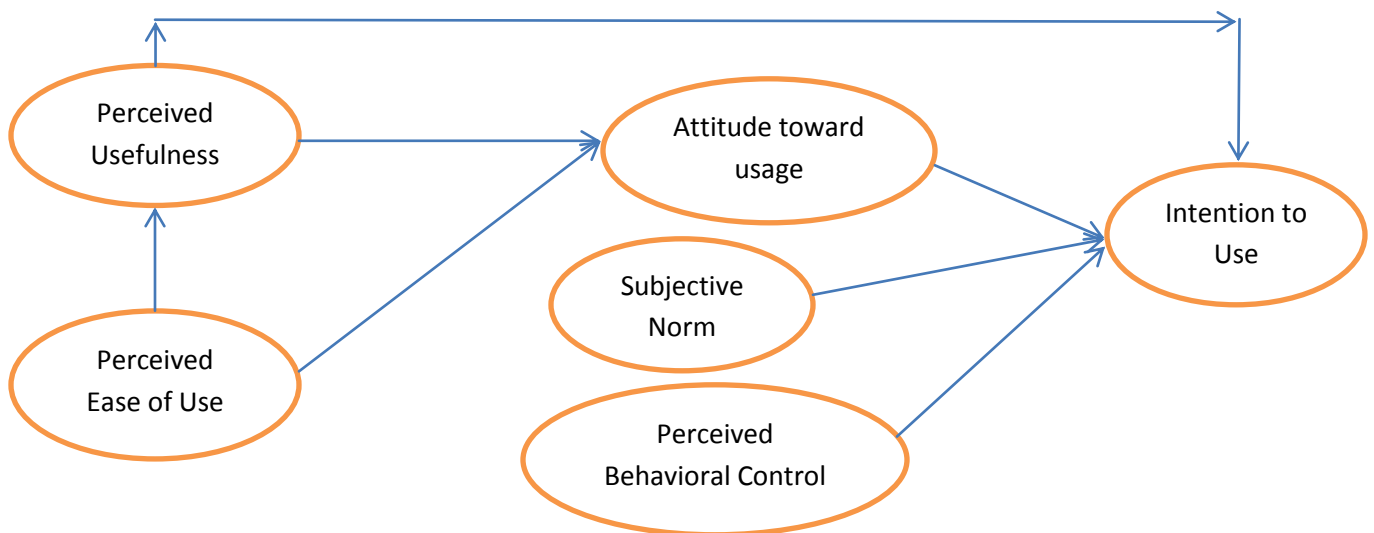 Perceived
Usefulness
Attitude toward
usage
Intention to
Use
Subjective
Norm
Perceived
Ease of Use
Perceived
Behavioral Control